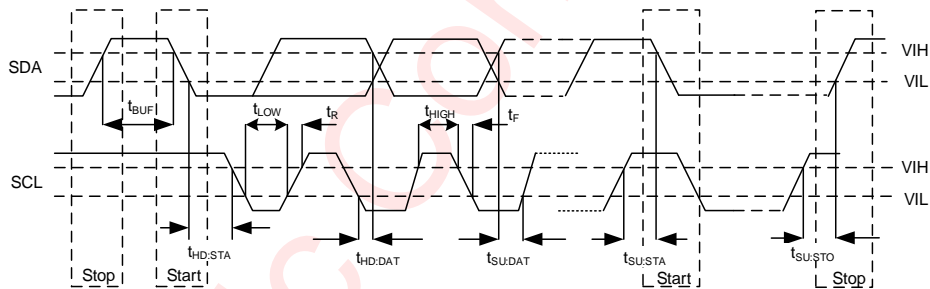 SDA
VIH
VIL
tBUF
tLOW
tR
tHIGH
tF
SCL
VIH
VIL
tHD:STA
tHD:DAT
tSU:DAT
tSU:STA
tSU:STO
Stop
Start
Start
Stop